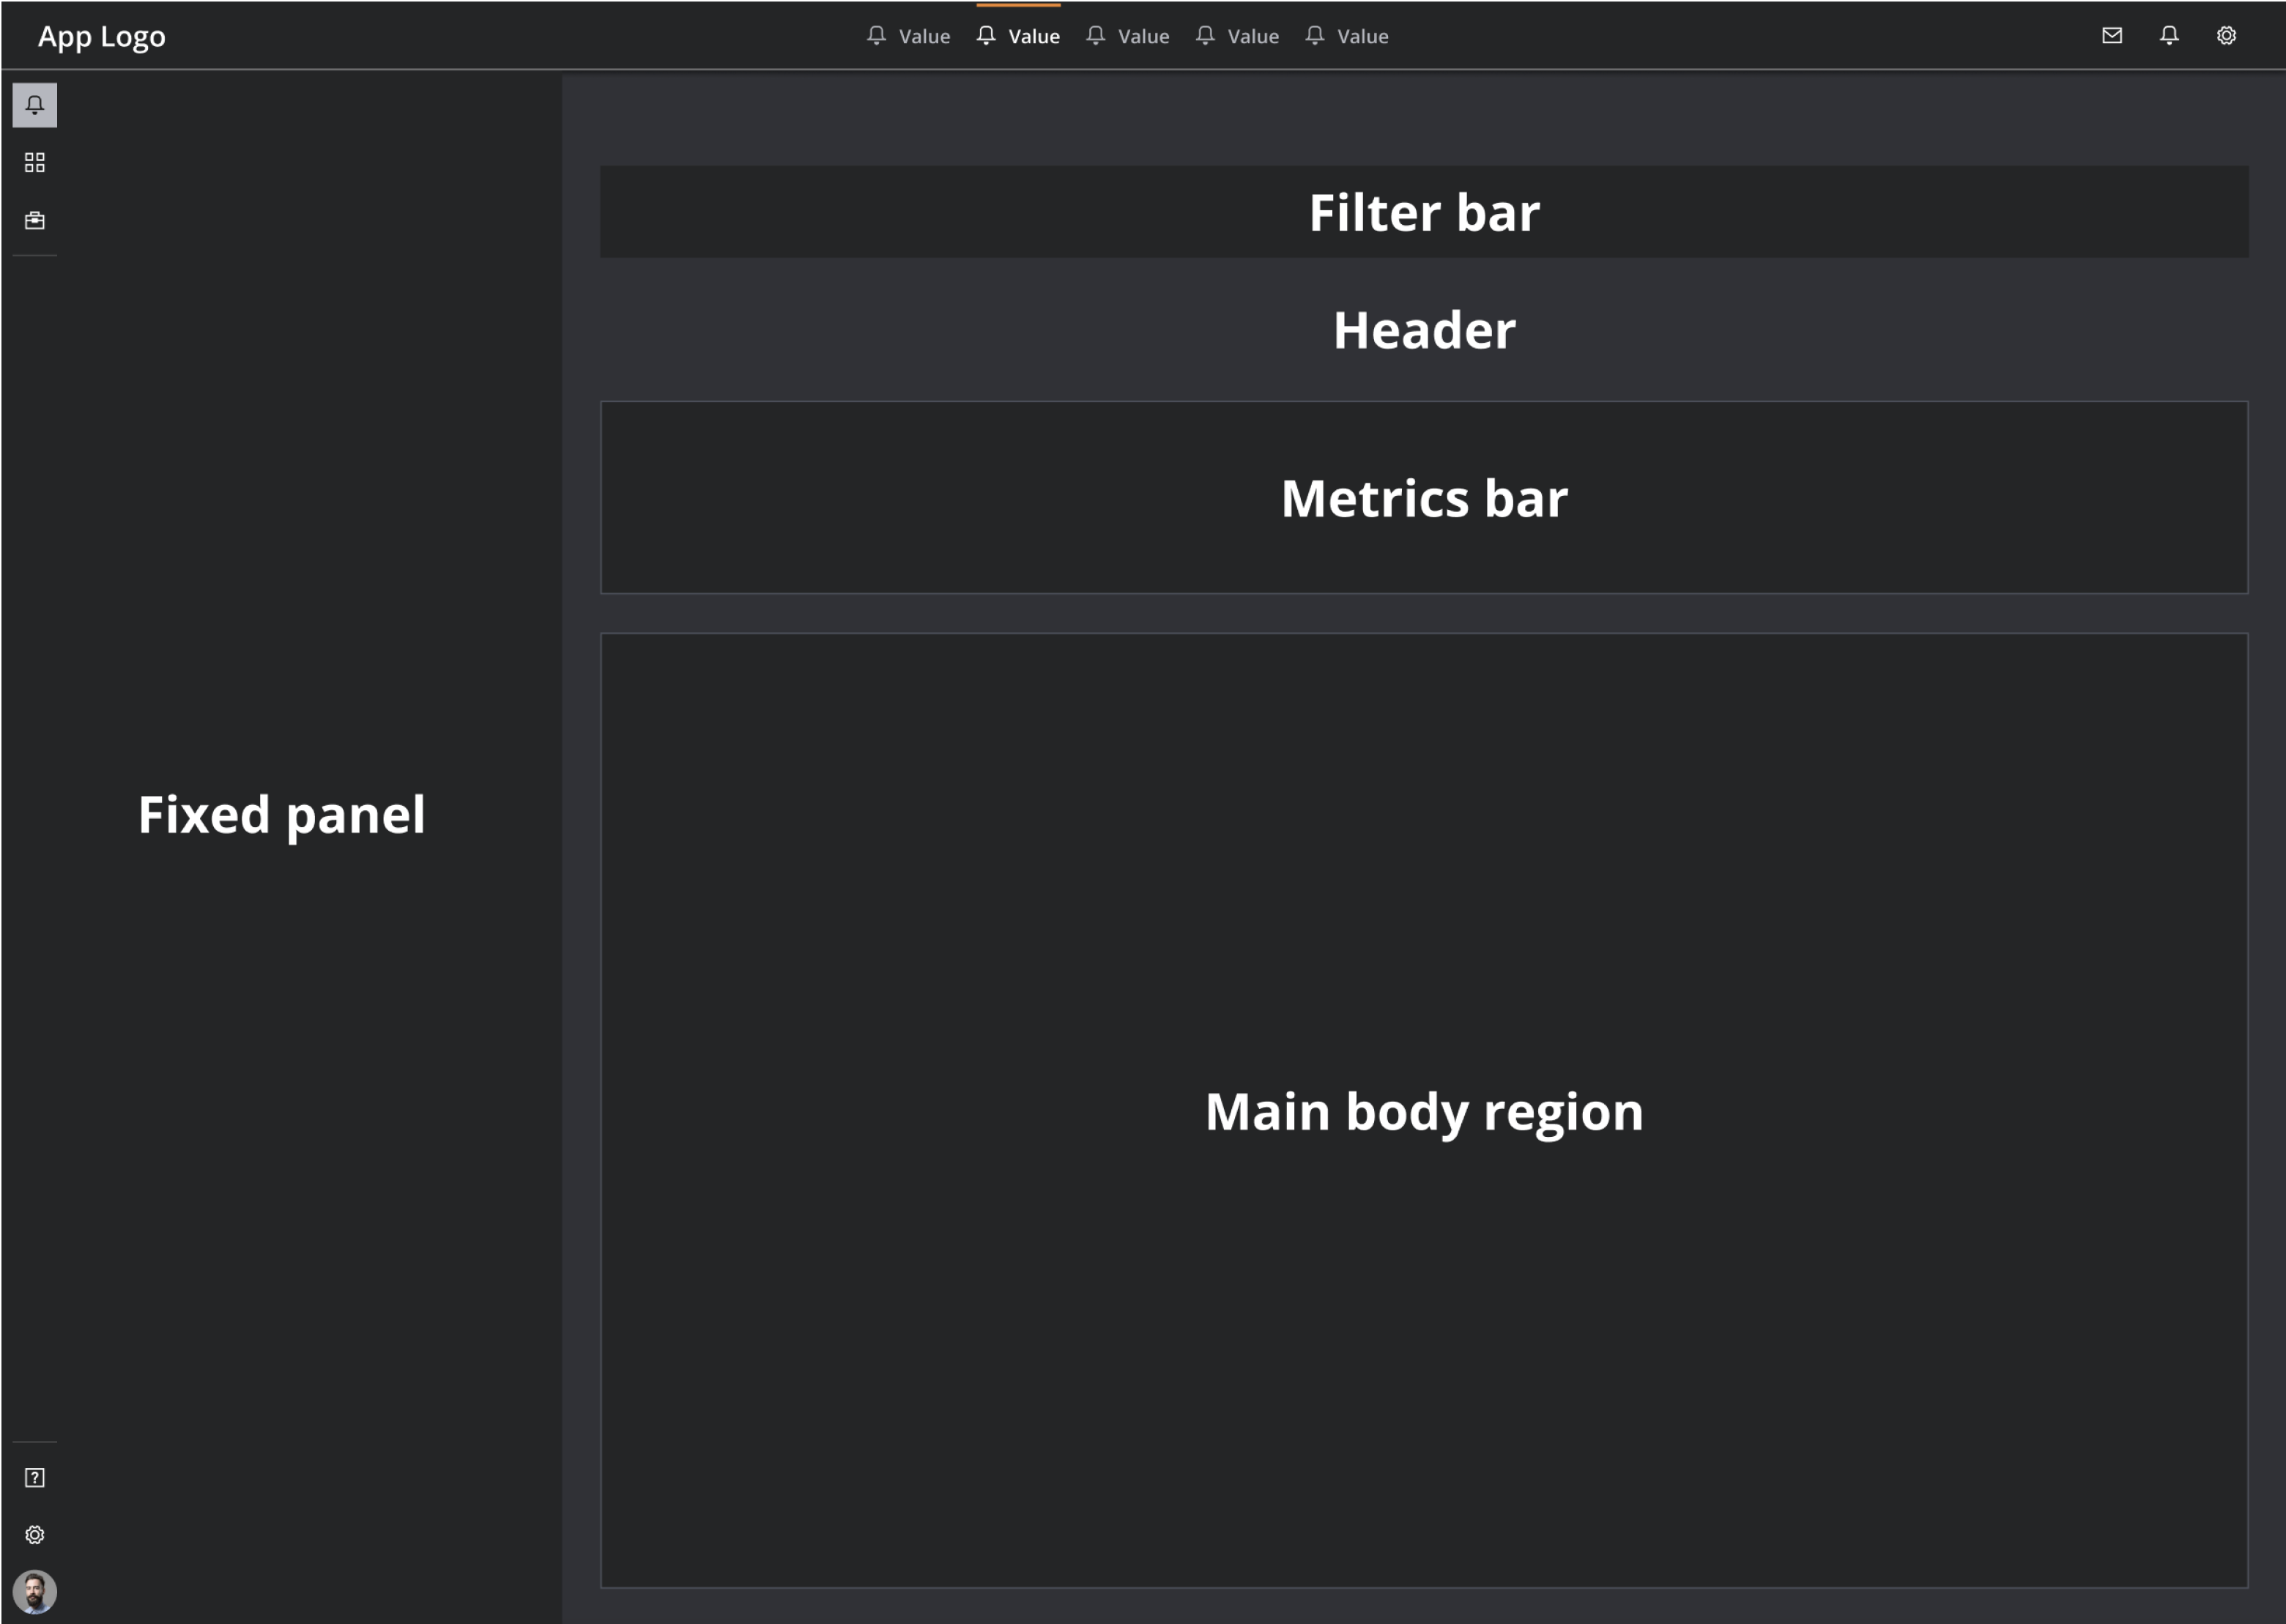 App Logo
Value
Value
Value
Value
Value
Filter bar
Header
Metrics bar
Fixed panel
Main body region
?